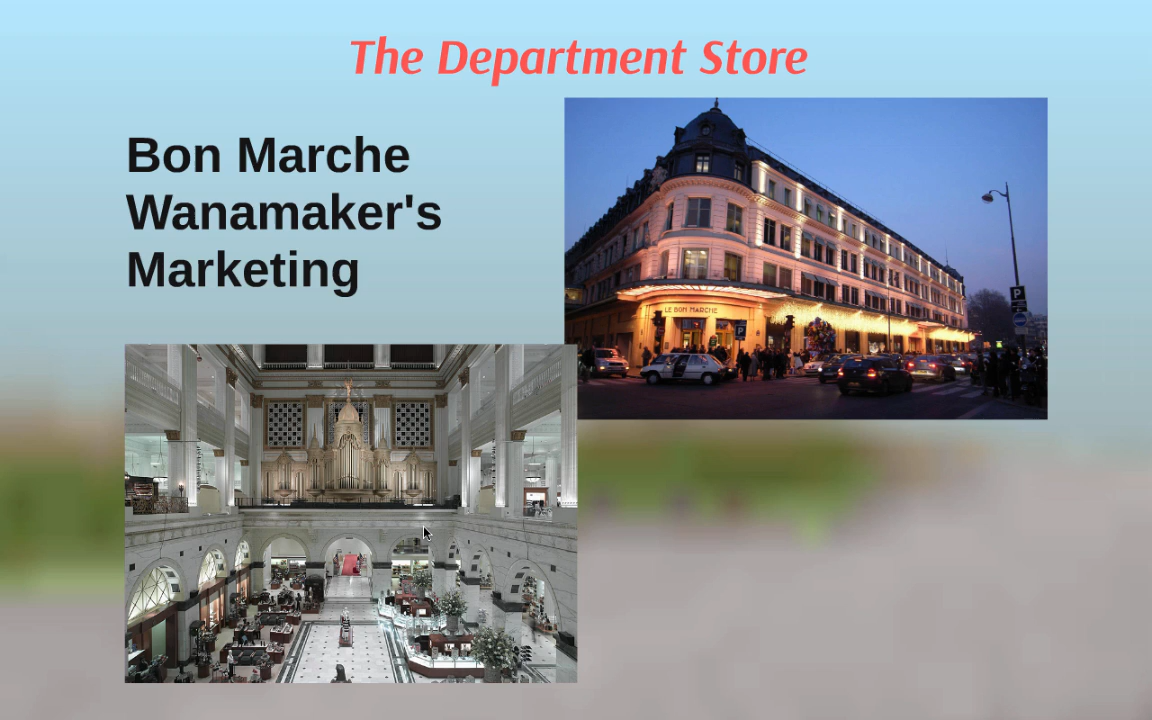 The Department Store
Bon Marche
Wanamaker's
Marketing
LE BON MARCHE
P
P